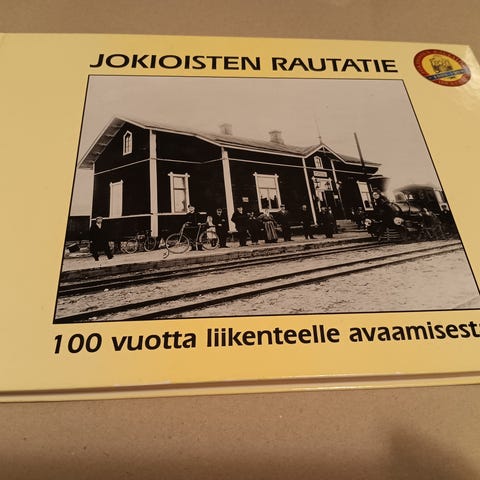 JOKIOISTEN RAUTATIE
100 vuotta liikenteelle avaamisest